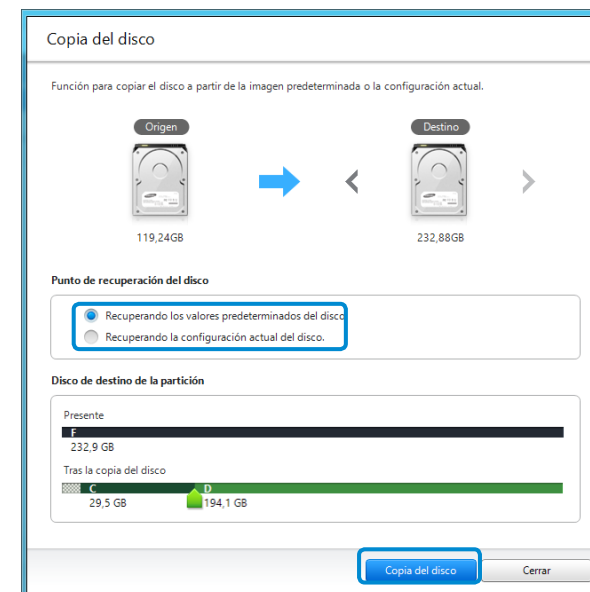 Copia del disco
Función para copiar el disco a partir de la imagen predeterminada o la configuración actual.
Origen
Destino
119,24GB
232,88GB
Punto de recuperación del disco
Recuperando los valores predeterminados del disco
Recuperando la configuración actual del disco.
Disco de destino de la partición
Presente
F
232,9 GB
Tras la copia del disco
C D
29,5 GB 194,1 GB
Copia del disco Cerrar